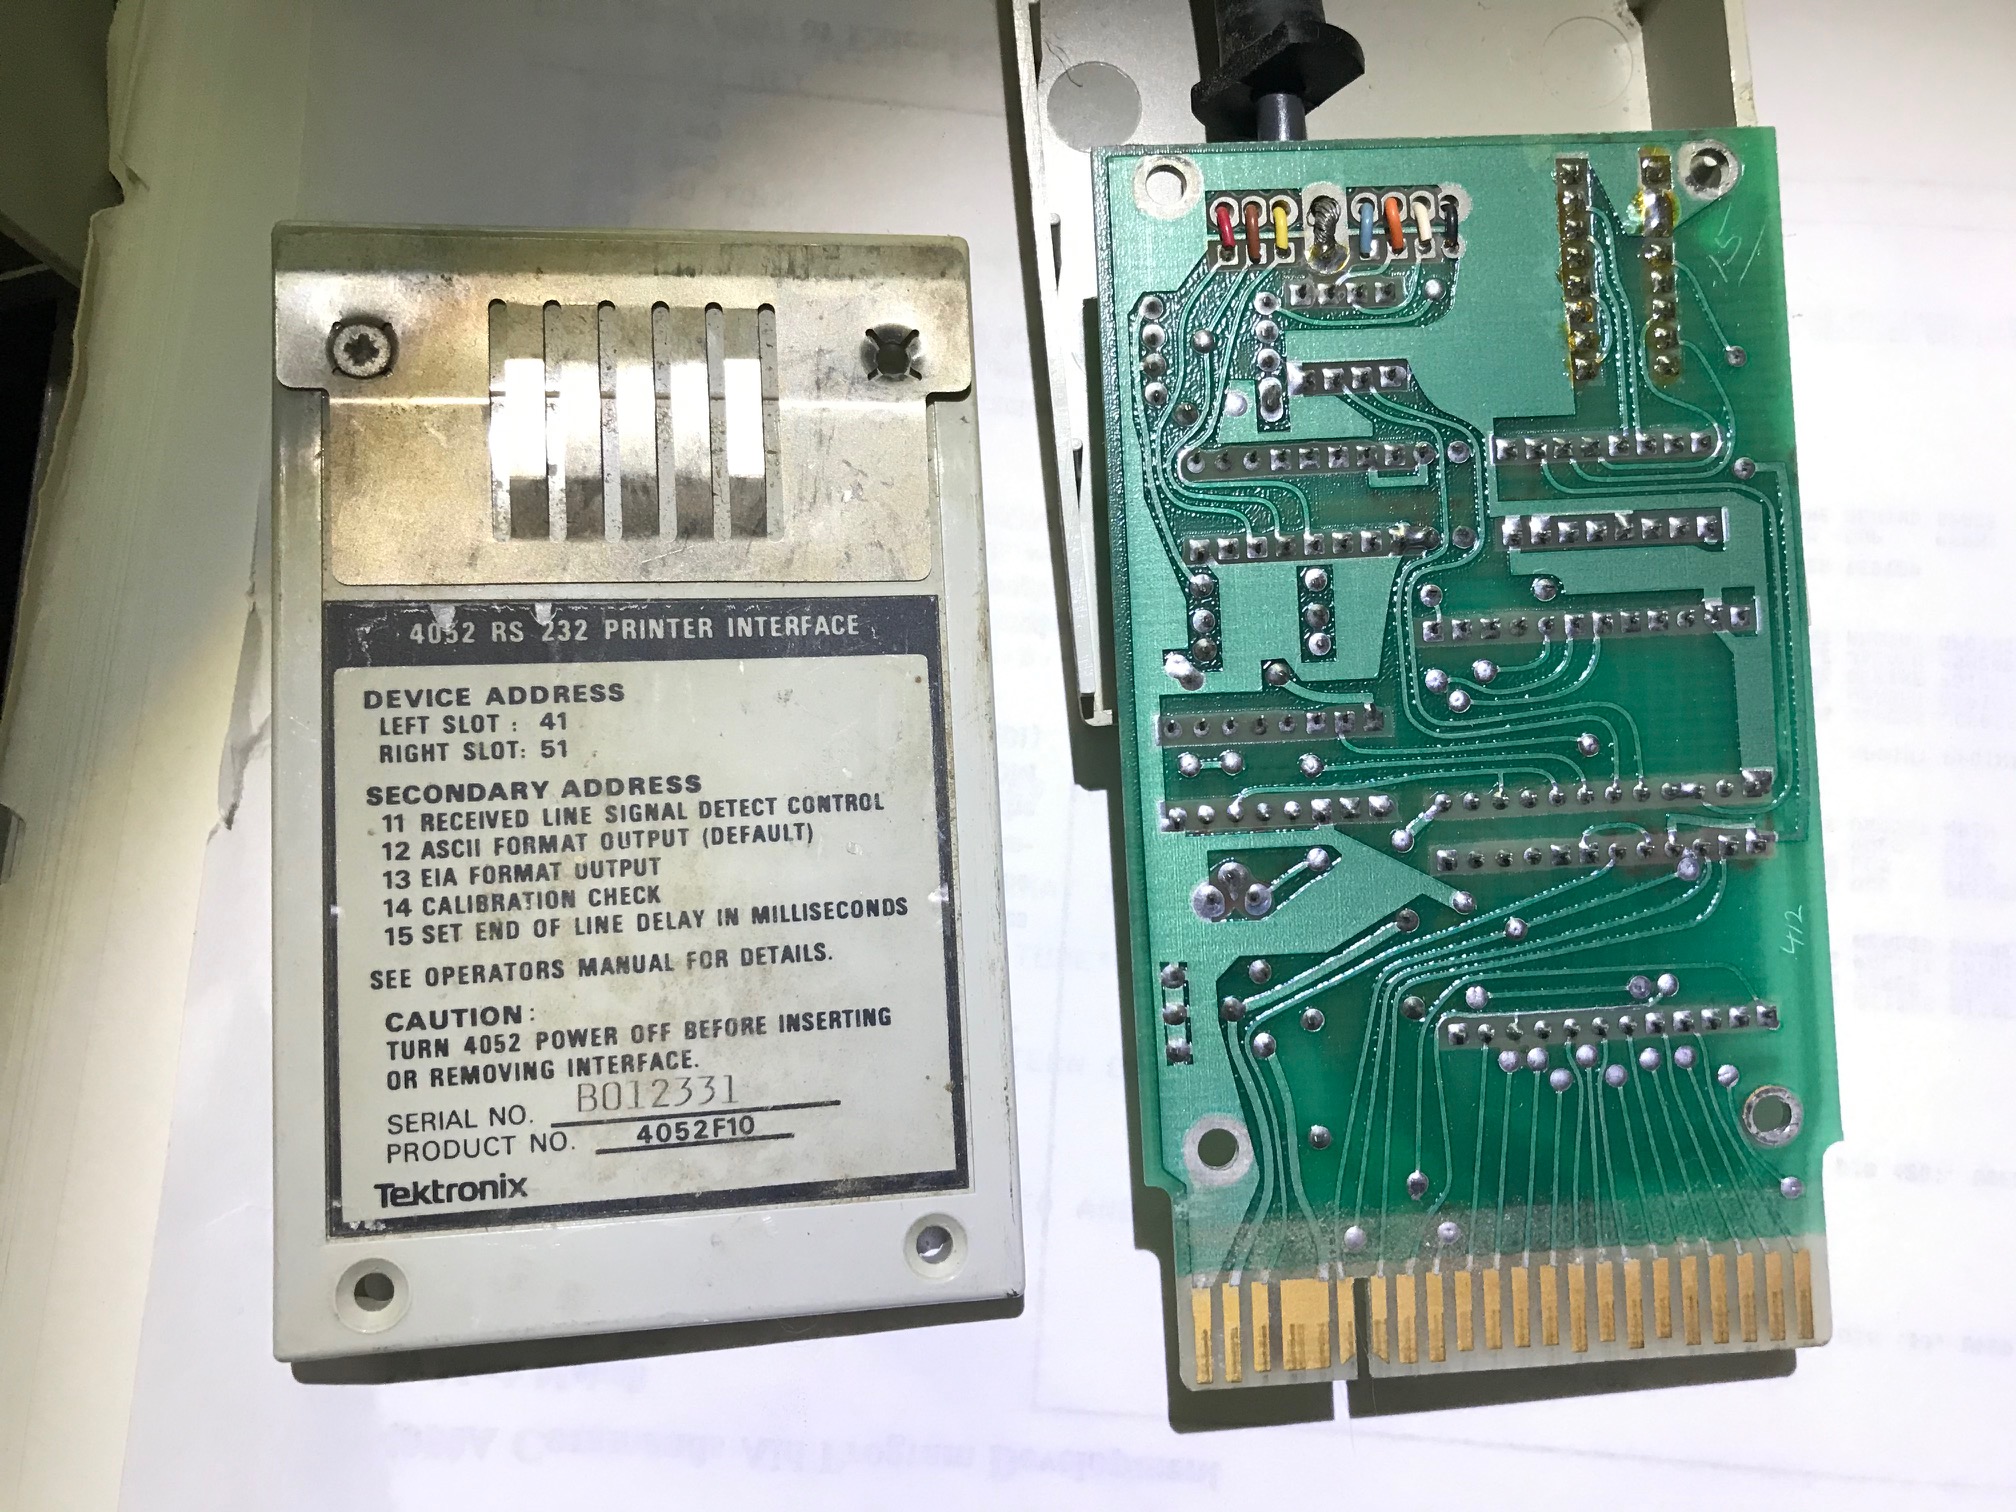 4052 RS 232 PRINTER INTERFACE
DEVICE ADDRESS
LEFT SLOT : 41
RIGHT SLOT: 51
SECONDARY ADDRESS
11 RECEIVED LINE SIGNAL DETECT CONTROL
12 ASCII FORMAT OUTPUT (DEFAULT)
13 EIA FORMAT OUTPUT
14 CALIBRATION CHECK
15 SET END OF LINE DELAY IN MILLISECONDS
SEE OPERATORS MANUAL FOR DETAILS.
CAUTION :
TURN 4052 POWER OFF BEFORE INSERTING
OR REMOVING INTERFACE.
SERIAL NO. B012331
PRODUCT NO. 4052F10
Tektronix
412